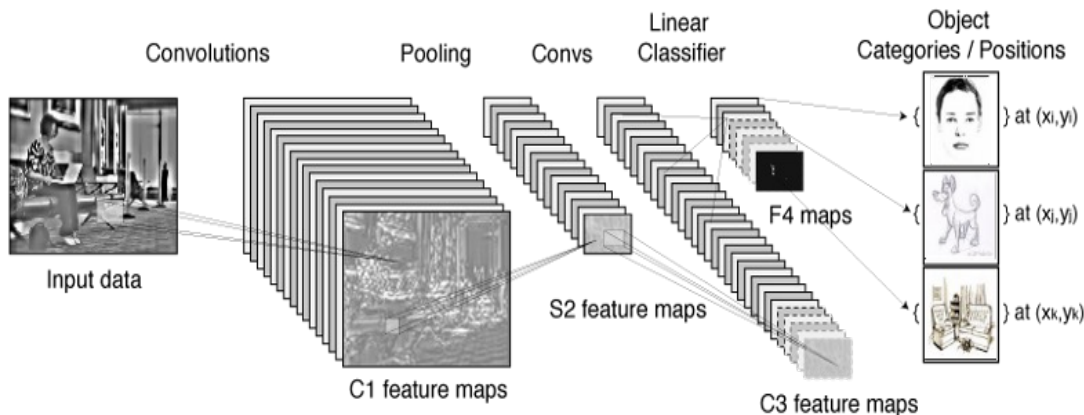 Convolutions
Pooling
Convs
Linear
Classifier
Object
Categories / Positions
Input data
C1 feature maps
S2 feature maps
C3 feature maps
F4 maps
{ } at (xi,yi)
{ } at (xj,yj)
{ } at (xk,yk)